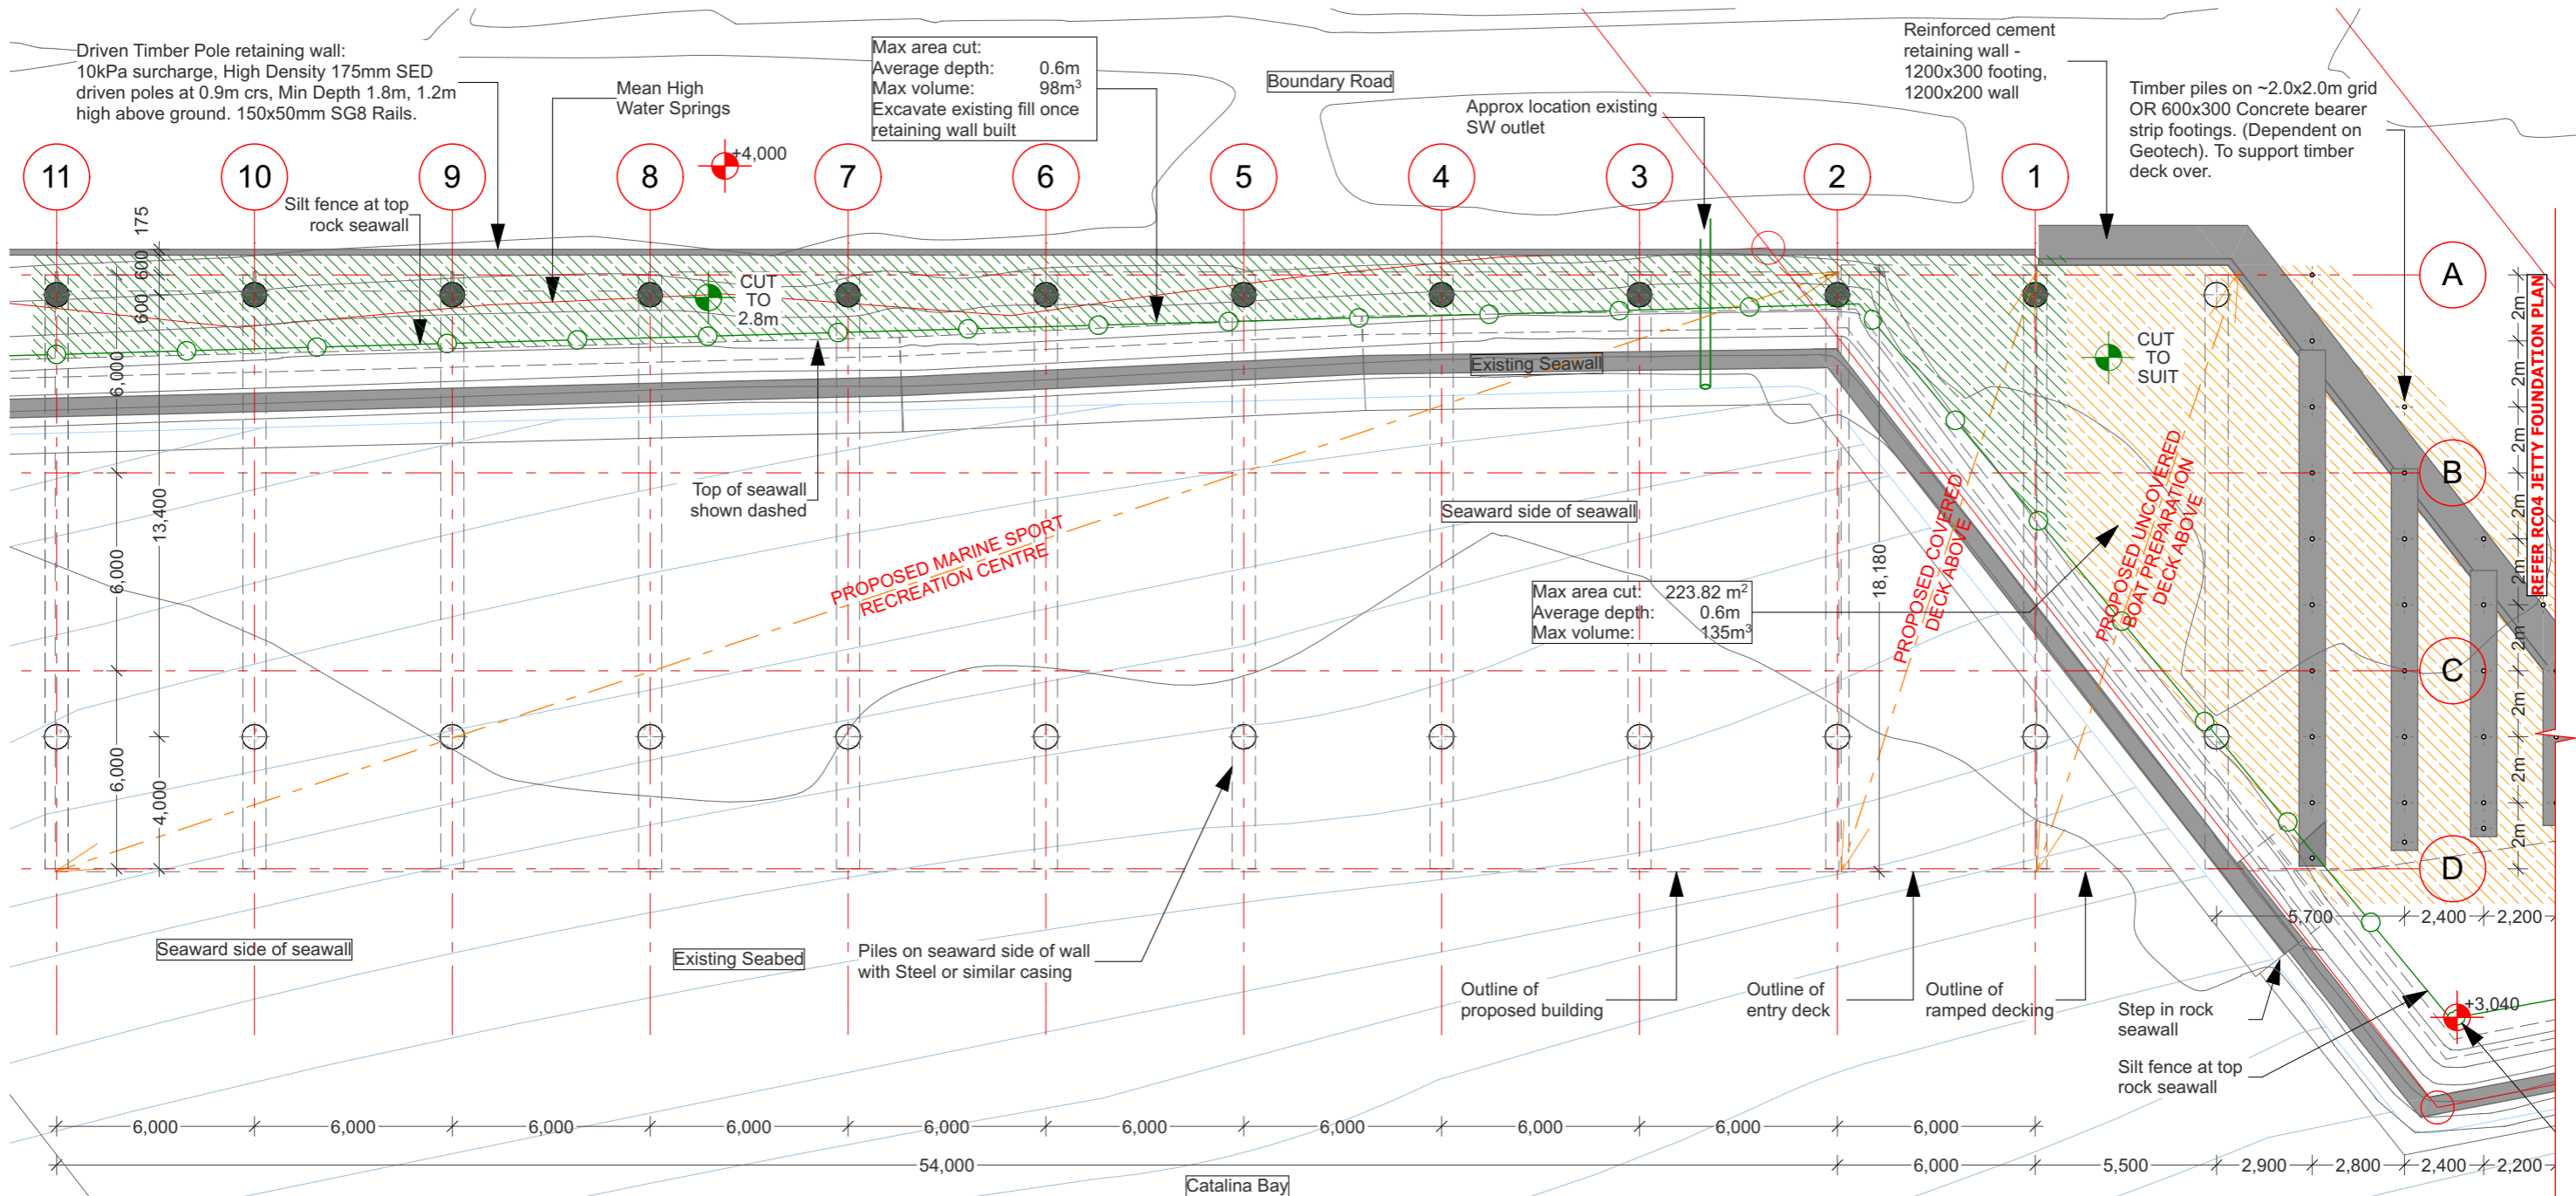 Driven Timber Pole retaining wall:
10kPa surcharge, High Density 175mm SED
driven poles at 0.9m crs, Min Depth 1.8m, 1.2m
high above ground. 150x50mm SG8 Rails.
Mean High
Water Springs
Max area cut:
Average depth: 0.6m
Max volume: 98m³
Excavate existing fill once
retaining wall built
Boundary Road
Approx location existing
SW outlet
Reinforced cement
retaining wall -
1200x300 footing,
1200x200 wall
Timber piles on ~2.0x2.0m grid
OR 600x300 Concrete bearer
strip footings. (Dependent on
Geotech). To support timber
deck over.
+4,000
11
10
9
8
7
6
5
4
3
2
1
Silt fence at top
rock seawall
175
600
600
6,000
6,000
6,000
13,400
4,000
CUT
TO
2.8m
Existing Seawall
CUT
TO
SUIT
A
B
C
D
2m
2m
2m
2m
2m
2m
2m
2m
2m
REFER RC04 JETTY FOUNDATION PLAN
Top of seawall
shown dashed
PROPOSED MARINE SPORT
RECREATION CENTRE
Seaward side of seawall
Max area cut: 223.82 m²
Average depth: 0.6m
Max volume: 135m³
18,180
PROPOSED COVERED
DECK ABOVE
PROPOSED UNCOVERED
BOAT PREPARATION
DECK ABOVE
5,700
2,400
2,200
Seaward side of seawall
Existing Seabed
Piles on seaward side of wall
with Steel or similar casing
Outline of
proposed building
Outline of
entry deck
Outline of
ramped decking
Step in rock
seawall
Silt fence at top
rock seawall
+3,040
6,000
6,000
6,000
6,000
6,000
6,000
6,000
6,000
6,000
6,000
54,000
6,000
5,500
2,900
2,800
2,400
2,200
Catalina Bay